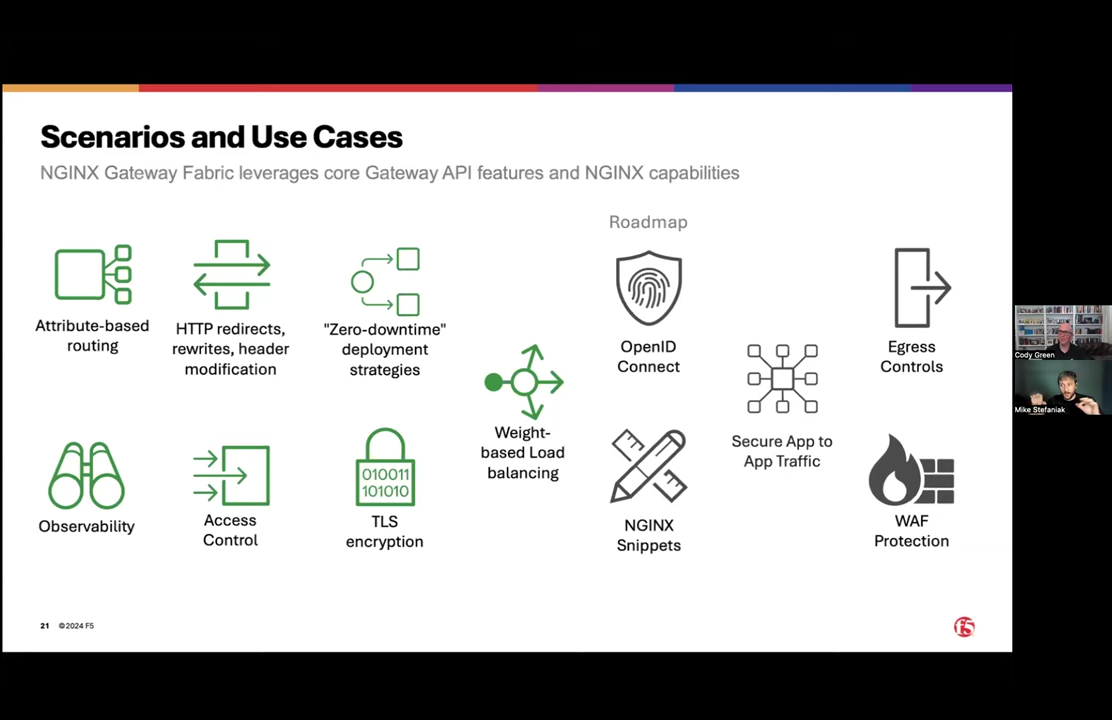 Scenarios and Use Cases
NGINX Gateway Fabric leverages core Gateway API features and NGINX capabilities
Attribute-based
routing
HTTP redirects,
rewrites, header
modification
"Zero-downtime"
deployment
strategies
Weight-
based Load
balancing
Observability
Access
Control
010011
101010
TLS
encryption
Roadmap
OpenID
Connect
NGINX
Snippets
Secure App to
App Traffic
Egress
Controls
WAF
Protection
21 ©2024 F5
f5
Cody Green
Mike Stefaniak